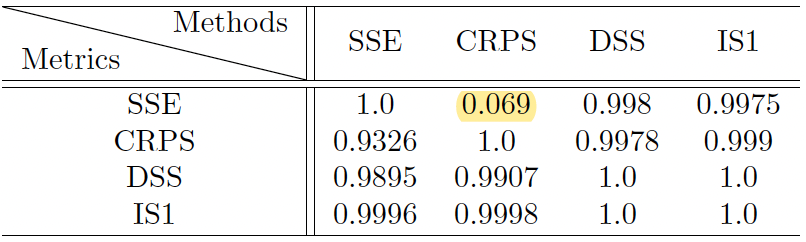 Methods
Metrics
SSE CRPS DSS IS1
SSE 1.0 0.069 0.998 0.9975
CRPS 0.9326 1.0 0.9978 0.999
DSS 0.9895 0.9907 1.0 1.0
IS1 0.9996 0.9998 1.0 1.0